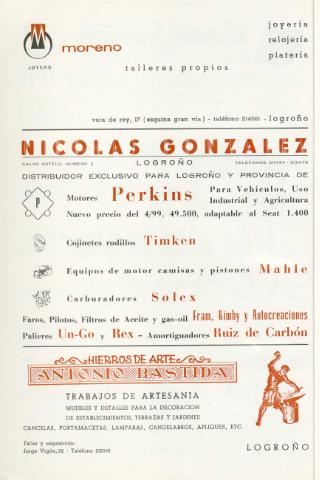 M
moreno
JOYERO
joyería
relojería
platería
talleres propios
vara de rey, 17 (esquina gran vía) - teléfono 214061 - logroño
NICOLAS GONZALEZ
CALVO SOTELO, NUMERO 3 LOGROÑO TELEFONOS
DISTRIBUIDOR EXCLUSIVO PARA LOGROÑO Y PROVINCIA DE
P
Motores Perkins Para Vehículos, Uso Industrial y Agricultura
Nuevo precio del 4/99, 49.500, adaptable al Seat 1.400
Cojinetes rodillos Timken
Equipos de motor camisas y pistones Mahle
Carburadores Solex
Faros, Pilotos, Filtros de Aceite y gas-oil Fram, Kimby y Autocreaciones
Palieres Un-Go y Rex - Amortiguadores Ruiz de Carbón
HIERROS DE ARTE
ANTONIO BASTIDA
TRABAJOS DE ARTESANIA
MUEBLES Y DETALLES PARA LA DECORACION
DE ESTABLECIMIENTOS, TERRAZAS Y JARDINES
CANCELAS, PORTAMACETAS, LAMPARAS, CANDELABROS, APLIQUES, ETC.
Taller y exposición:
Jorge Vigón, 22 - Teléfono
LOGROÑO